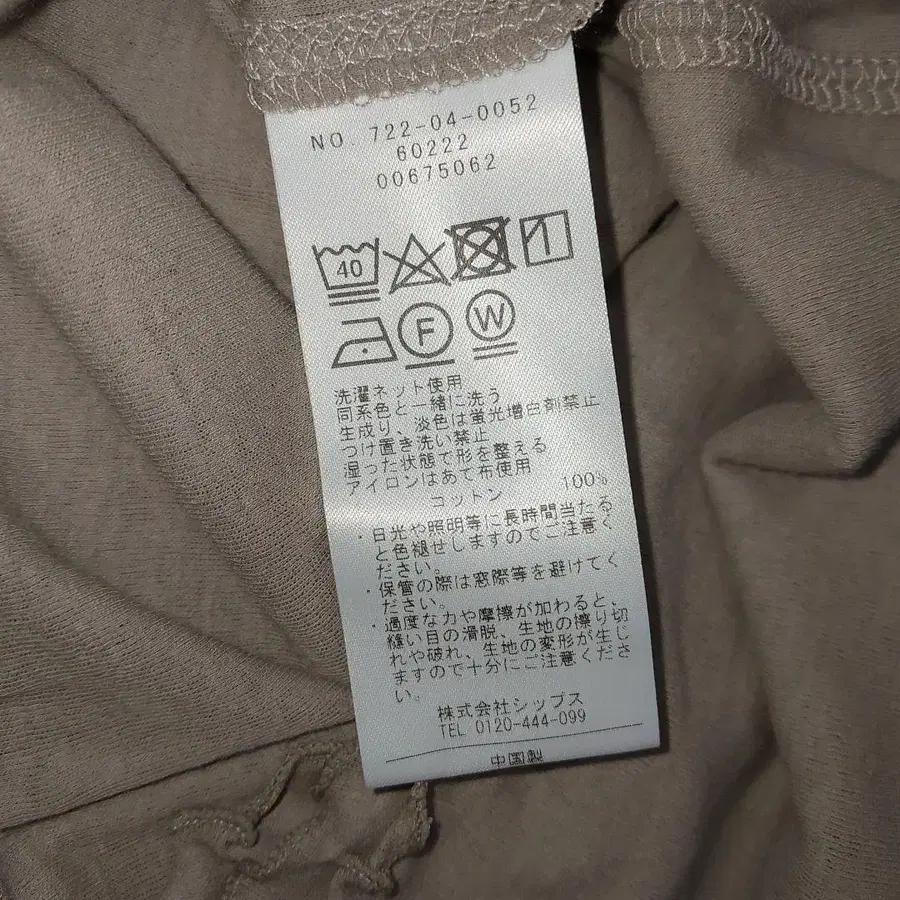 NO. 722-04-0052
60222
00675062
40
F W
洗濯ネット使用
同系色と一緒に洗う
生成り、淡色は蛍光増白剤禁止
つけ置き洗い禁止
湿った状態で形を整える
アイロンはあて布使用
コットン 100%
・日光や照明等に長時間当たる
と色褪せしますのでご注意く
ださい。
・保管の際は窓際等を避けてく
ださい。
・過度な力や摩擦が加わると、
縫い目の滑脱、生地の擦り切
れや破れ、生地の変形が生じ
ますので十分にご注意くださ
い。
株式会社シップス
TEL 0120-444-099
中国製